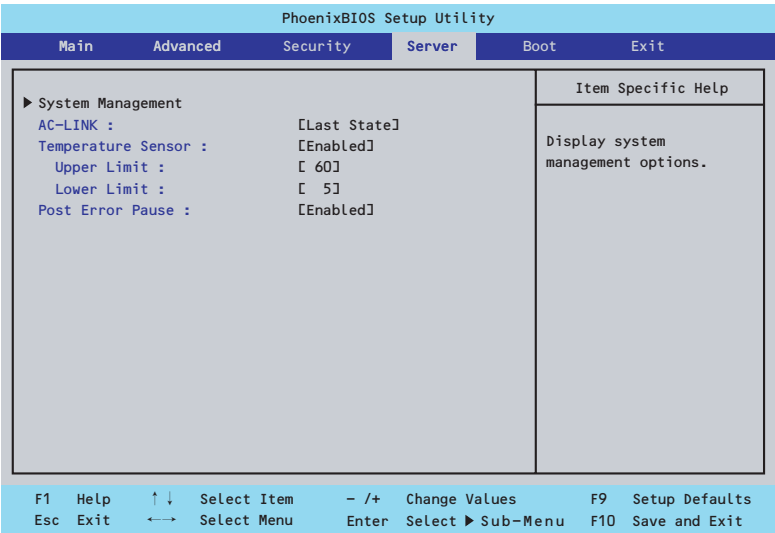 PhoenixBIOS Setup Utility
Main Advanced Security Server Boot Exit
Item Specific Help
▶ System Management
AC-LINK : [Last State]
Temperature Sensor : [Enabled]
Upper Limit : [ 60]
Lower Limit : [ 5]
Post Error Pause : [Enabled]
Display system
management options.
F1 Help ↑↓ Select Item - /+ Change Values F9 Setup Defaults
Esc Exit ←→ Select Menu Enter Select ▶ Sub-Menu F10 Save and Exit